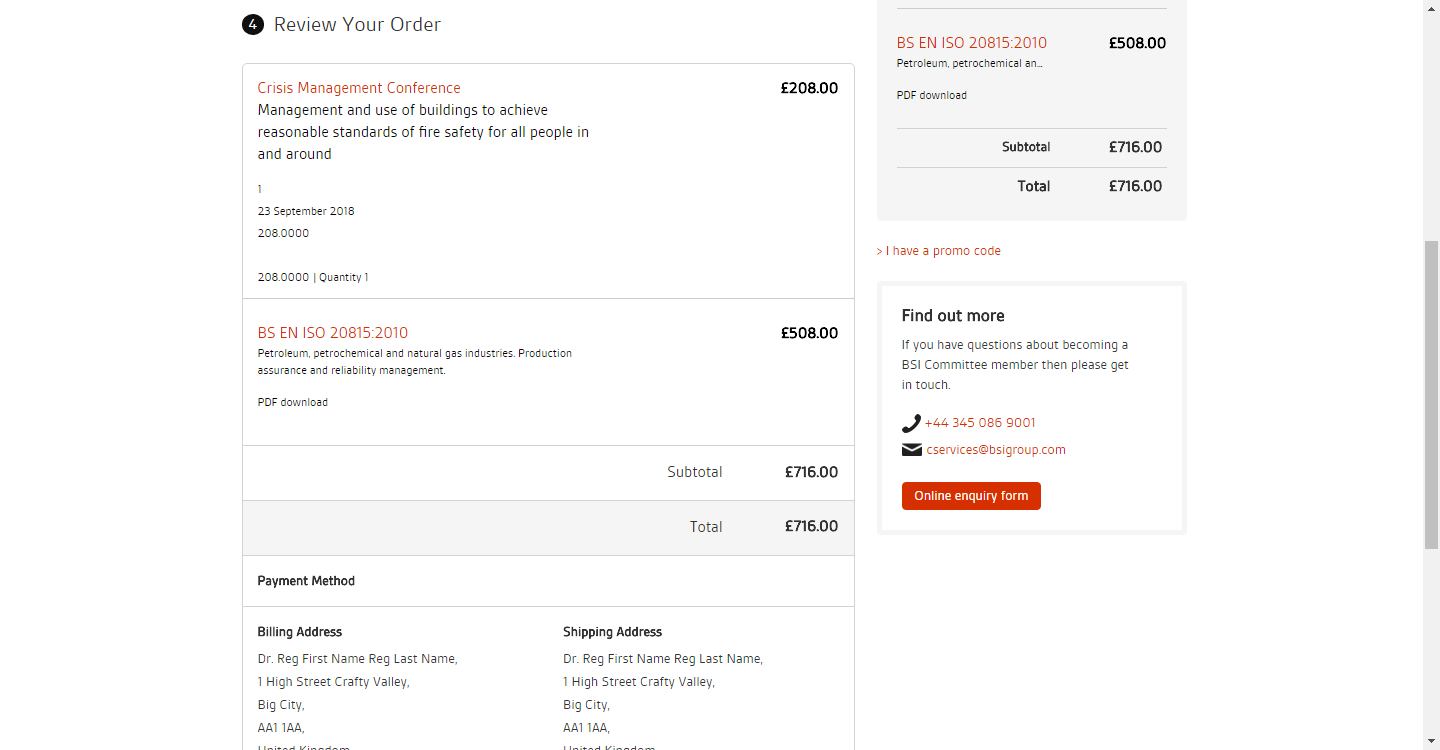 4 Review Your Order
Crisis Management Conference £208.00
Management and use of buildings to achieve
reasonable standards of fire safety for all people in
and around
1
23 September 2018
208.0000
208.0000 | Quantity 1
BS EN ISO 20815:2010 £508.00
Petroleum, petrochemical and natural gas industries. Production
assurance and reliability management.
PDF download
Subtotal £716.00
Total £716.00
Payment Method
Billing Address
Dr. Reg First Name Reg Last Name,
1 High Street Crafty Valley,
Big City,
AA1 1AA,
United Kingdom
Shipping Address
Dr. Reg First Name Reg Last Name,
1 High Street Crafty Valley,
Big City,
AA1 1AA,
United Kingdom
BS EN ISO 20815:2010 £508.00
Petroleum, petrochemical an...
PDF download
Subtotal £716.00
Total £716.00
> I have a promo code
Find out more
If you have questions about becoming a
BSI Committee member then please get
in touch.
+44 345 086 9001
cservices@bsigroup.com
Online enquiry form